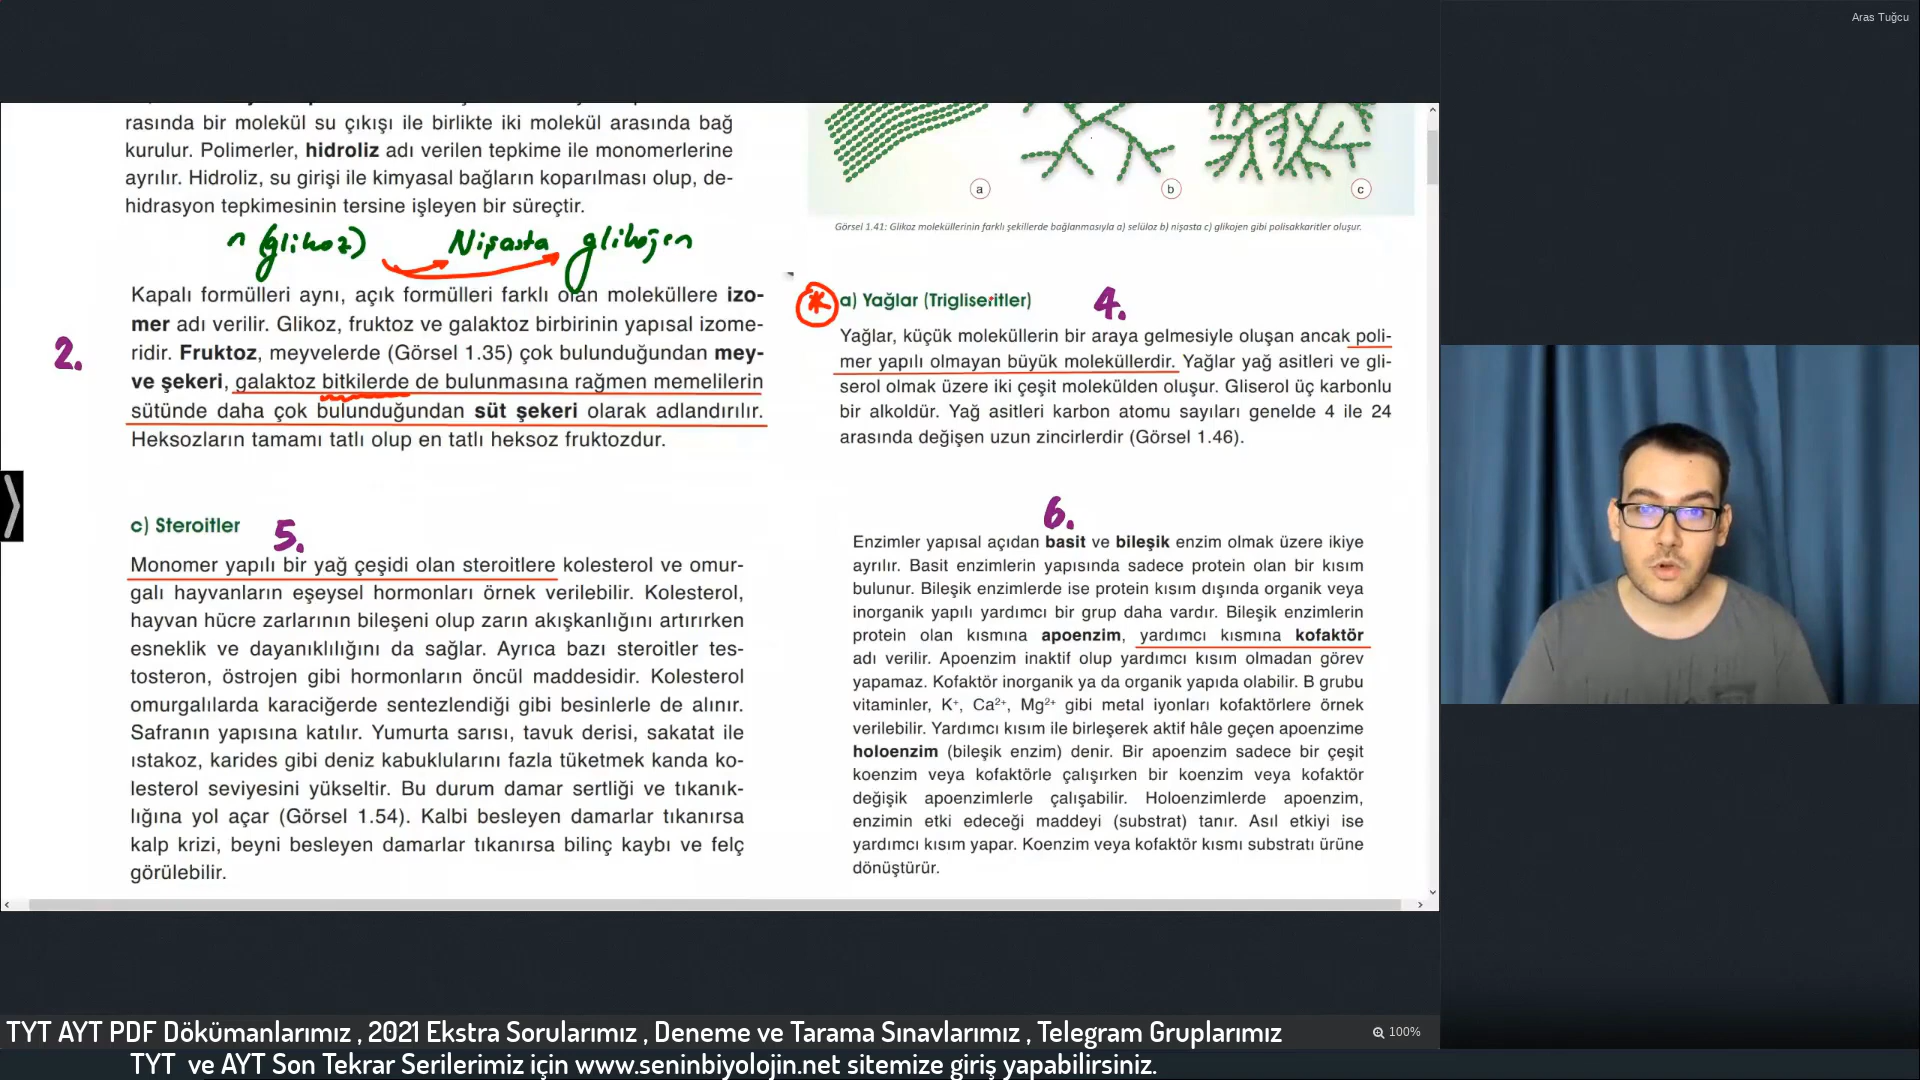 Aras Tuğcu
rasında bir molekül su çıkışı ile birlikte iki molekül arasında bağ
kurulur. Polimerler, hidroliz adı verilen tepkime ile monomerlerine
ayrılır. Hidroliz, su girişi ile kimyasal bağların koparılması olup, de-
hidrasyon tepkimesinin tersine işleyen bir süreçtir.
n (glikoz) Nişasta glikojen
2.
Kapalı formülleri aynı, açık formülleri farklı olan moleküllere izo-
mer adı verilir. Glikoz, fruktoz ve galaktoz birbirinin yapısal izome-
ridir. Fruktoz, meyvelerde (Görsel 1.35) çok bulunduğundan mey-
ve şekeri, galaktoz bitkilerde de bulunmasına rağmen memelilerin
sütünde daha çok bulunduğundan süt şekeri olarak adlandırılır.
Heksozların tamamı tatlı olup en tatlı heksoz fruktozdur.
c) Steroitler
5.
Monomer yapılı bir yağ çeşidi olan steroitlere kolesterol ve omur-
galı hayvanların eşeysel hormonları örnek verilebilir. Kolesterol,
hayvan hücre zarlarının bileşeni olup zarın akışkanlığını artırırken
esneklik ve dayanıklılığını da sağlar. Ayrıca bazı steroitler tes-
tosteron, östrojen gibi hormonların öncül maddesidir. Kolesterol
omurgalılarda karaciğerde sentezlendiği gibi besinlerle de alınır.
Safranın yapısına katılır. Yumurta sarısı, tavuk derisi, sakatat ile
ıstakoz, karides gibi deniz kabuklularını fazla tüketmek kanda ko-
lesterol seviyesini yükseltir. Bu durum damar sertliği ve tıkanık-
lığına yol açar (Görsel 1.54). Kalbi besleyen damarlar tıkanırsa
kalp krizi, beyni besleyen damarlar tıkanırsa bilinç kaybı ve felç
görülebilir.
a b c
Görsel 1.41: Glikoz moleküllerinin farklı şekillerde bağlanmasıyla a) selüloz b) nişasta c) glikojen gibi polisakkaritler oluşur.
a) Yağlar (Trigliseritler)
4.
Yağlar, küçük moleküllerin bir araya gelmesiyle oluşan ancak poli-
mer yapılı olmayan büyük moleküllerdir. Yağlar yağ asitleri ve gli-
serol olmak üzere iki çeşit molekülden oluşur. Gliserol üç karbonlu
bir alkoldür. Yağ asitleri karbon atomu sayıları genelde 4 ile 24
arasında değişen uzun zincirlerdir (Görsel 1.46).
6.
Enzimler yapısal açıdan basit ve bileşik enzim olmak üzere ikiye
ayrılır. Basit enzimlerin yapısında sadece protein olan bir kısım
bulunur. Bileşik enzimlerde ise protein kısım dışında organik veya
inorganik yapılı yardımcı bir grup daha vardır. Bileşik enzimlerin
protein olan kısmına apoenzim, yardımcı kısmına kofaktör
adı verilir. Apoenzim inaktif olup yardımcı kısım olmadan görev
yapamaz. Kofaktör inorganik ya da organik yapıda olabilir. B grubu
vitaminler, K⁺, Ca²⁺, Mg²⁺ gibi metal iyonları kofaktörlere örnek
verilebilir. Yardımcı kısım ile birleşerek aktif hâle geçen apoenzime
holoenzim (bileşik enzim) denir. Bir apoenzim sadece bir çeşit
koenzim veya kofaktörle çalışırken bir koenzim veya kofaktör
değişik apoenzimlerle çalışabilir. Holoenzimlerde apoenzim,
enzimin etki edeceği maddeyi (substrat) tanır. Asıl etkiyi ise
yardımcı kısım yapar. Koenzim veya kofaktör kısmı substratı ürüne
dönüştürür.
TYT AYT PDF Dökümanlarımız , 2021 Ekstra Sorularımız , Deneme ve Tarama Sınavlarımız , Telegram Gruplarımız
100%
TYT ve AYT Son Tekrar Serilerimiz için www.seninbiyolojin.net sitemize giriş yapabilirsiniz.